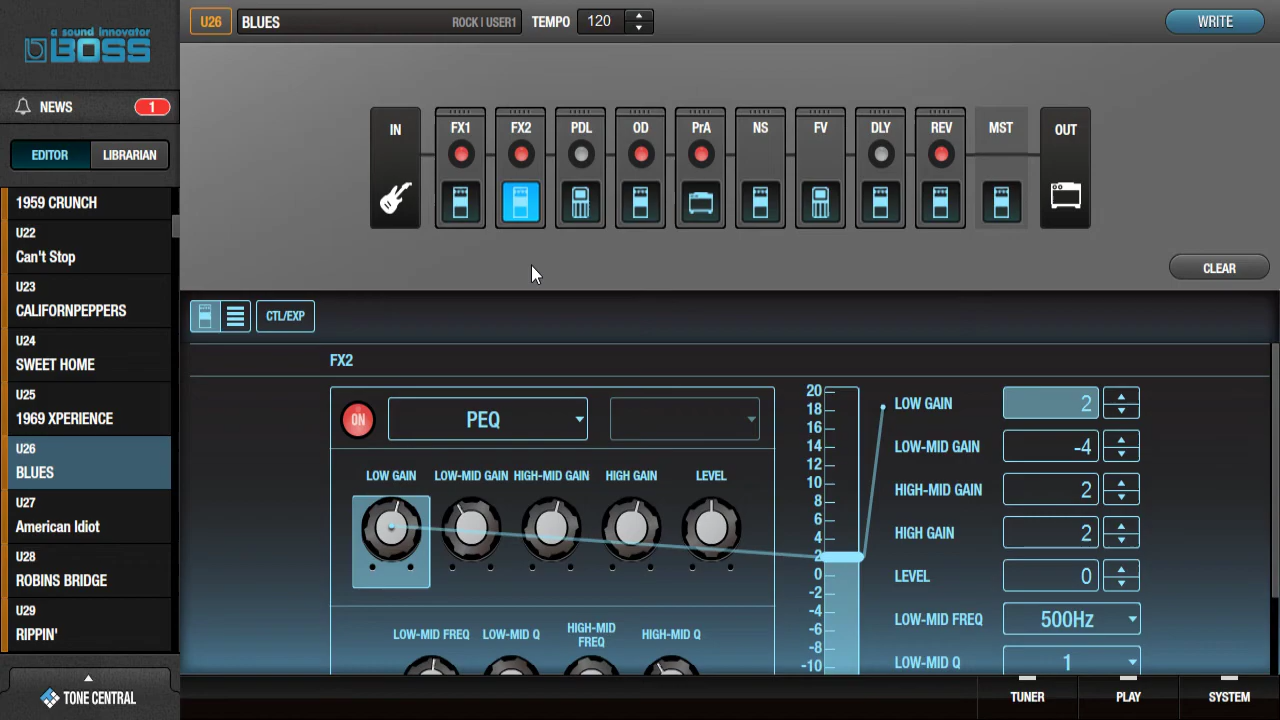 a sound innovator
BOSS
U26
BLUES
ROCK | USER1
TEMPO
120
WRITE
NEWS
1
EDITOR
LIBRARIAN
1959 CRUNCH
U22
Can't Stop
U23
CALIFORNPEPPERS
U24
SWEET HOME
U25
1969 XPERIENCE
U26
BLUES
U27
American Idiot
U28
ROBINS BRIDGE
U29
RIPPIN'
TONE CENTRAL
IN
FX1
FX2
PDL
OD
PrA
NS
FV
DLY
REV
MST
OUT
CLEAR
CTL/EXP
FX2
ON
PEQ
LOW GAIN
LOW-MID GAIN
HIGH-MID GAIN
HIGH GAIN
LEVEL
LOW-MID FREQ
LOW-MID Q
HIGH-MID
FREQ
HIGH-MID Q
20
18
16
14
12
10
8
6
4
2
0
-2
-4
-6
-8
-10
LOW GAIN 2
LOW-MID GAIN -4
HIGH-MID GAIN 2
HIGH GAIN 2
LEVEL 0
LOW-MID FREQ 500Hz
LOW-MID Q 1
TUNER
PLAY
SYSTEM